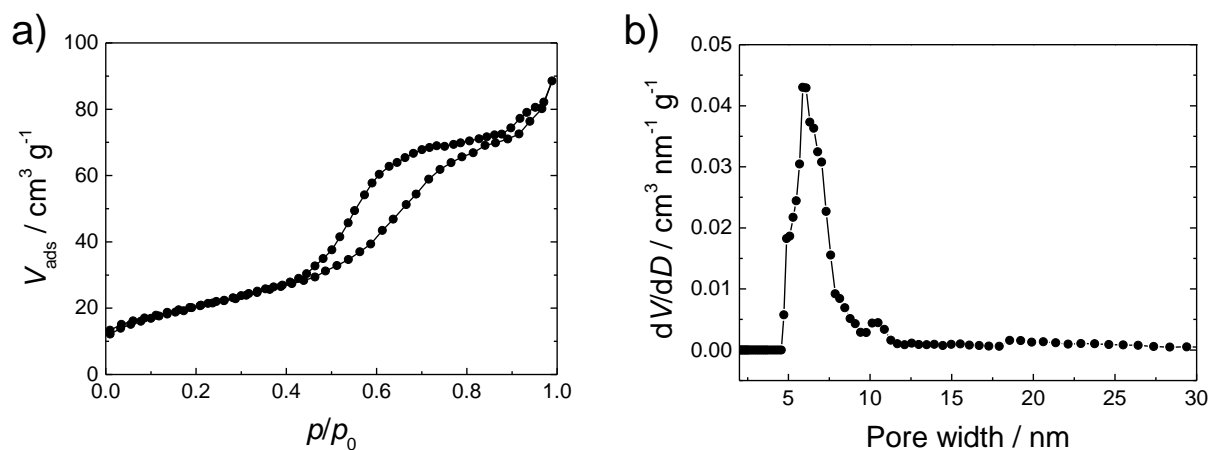 a)
100
80
60
40
20
0
V_ads / cm³ g⁻¹
0.0 0.2 0.4 0.6 0.8 1.0
p/p₀
b)
0.05
0.04
0.03
0.02
0.01
0.00
dV/dD / cm³ nm⁻¹ g⁻¹
5 10 15 20 25 30
Pore width / nm